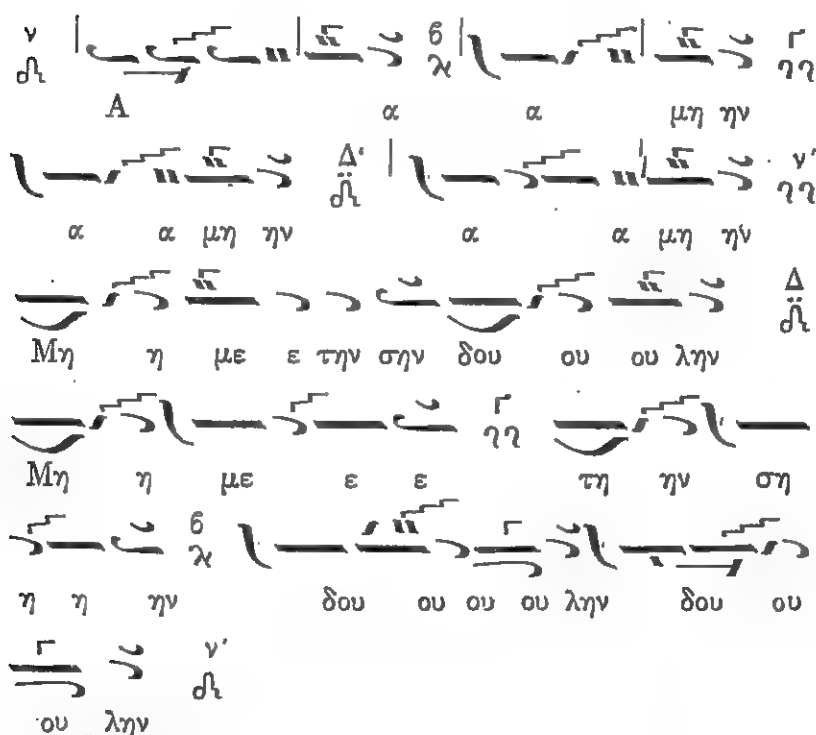 ν ϐ Γ
Α α α μη ην
Δ' ν'
α α μη ην α α μη ην
Δ
Μη η με ε την σην δου ου ου λην
Γ
Μη η με ε ε τη ην ση
ϐ
η η ην δου ου ου ου λην δου ου
ν'
ου λην